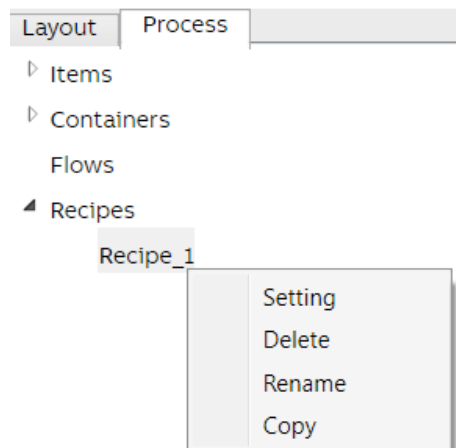 Layout Process
Items
Containers
Flows
Recipes
Recipe_1
Setting
Delete
Rename
Copy